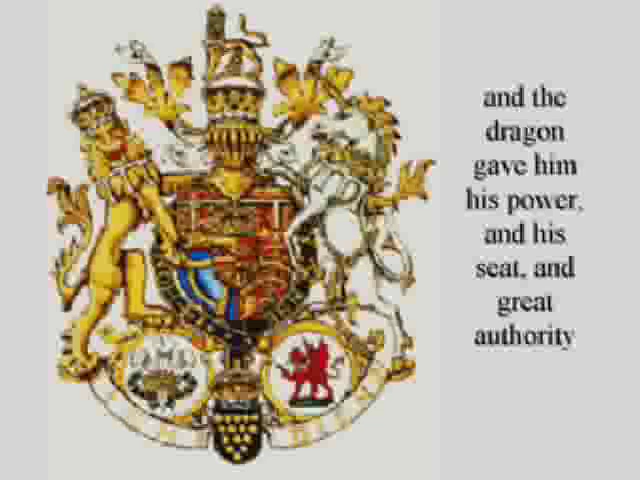 and the
dragon
gave him
his power,
and his
seat, and
great
authority